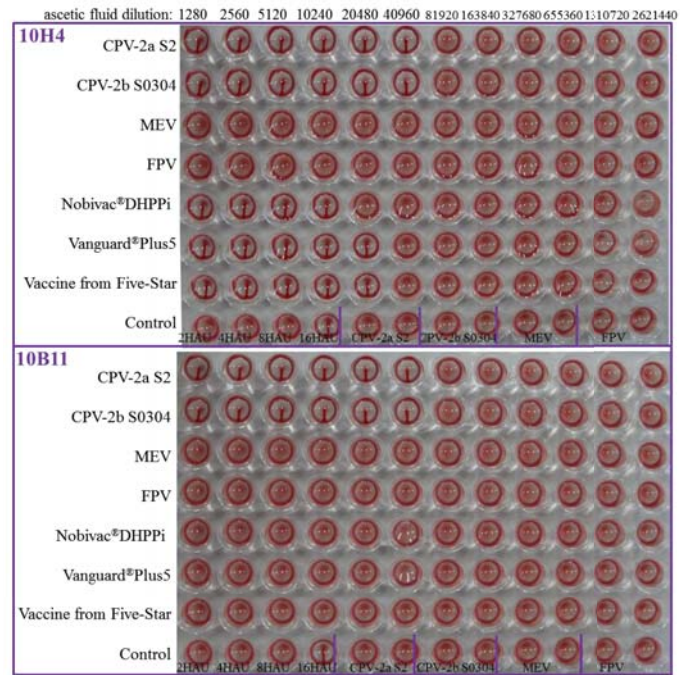 ascetic fluid dilution: 1280 2560 5120 10240 20480 40960 81920 163840 327680 655360 1310720 2621440
10H4
CPV-2a S2
CPV-2b S0304
MEV
FPV
Nobivac®DHPPi
Vanguard®Plus5
Vaccine from Five-Star
Control
2HAU 4HAU 8HAU 16HAU CPV-2a S2 CPV-2b S0304 MEV FPV
10B11
CPV-2a S2
CPV-2b S0304
MEV
FPV
Nobivac®DHPPi
Vanguard®Plus5
Vaccine from Five-Star
Control
2HAU 4HAU 8HAU 16HAU CPV-2a S2 CPV-2b S0304 MEV FPV